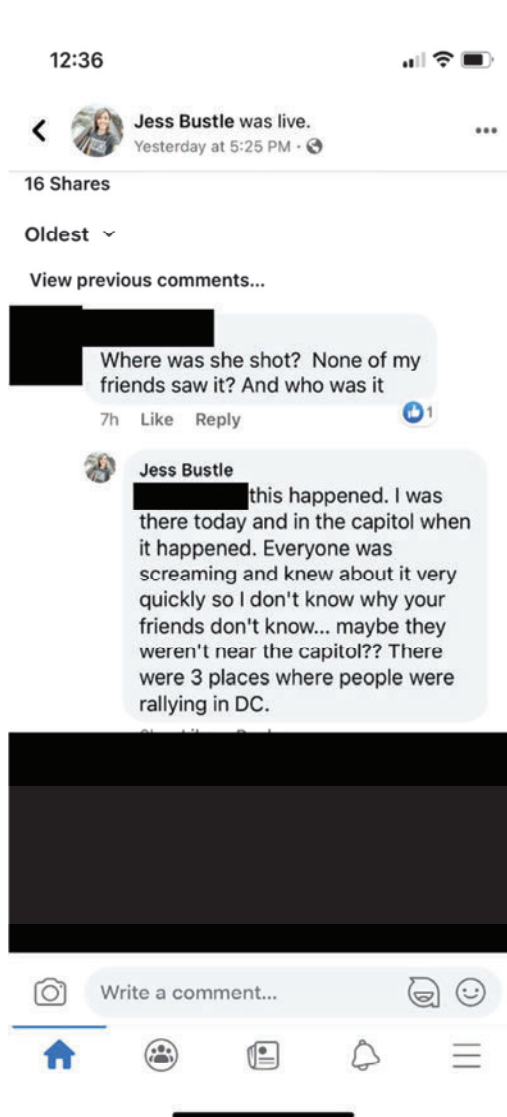 12:36
Jess Bustle was live.
Yesterday at 5:25 PM ·
16 Shares
Oldest
View previous comments...
Where was she shot? None of my
friends saw it? And who was it
7h Like Reply
1
Jess Bustle
this happened. I was
there today and in the capitol when
it happened. Everyone was
screaming and knew about it very
quickly so I don't know why your
friends don't know... maybe they
weren't near the capitol?? There
were 3 places where people were
rallying in DC.
Write a comment...